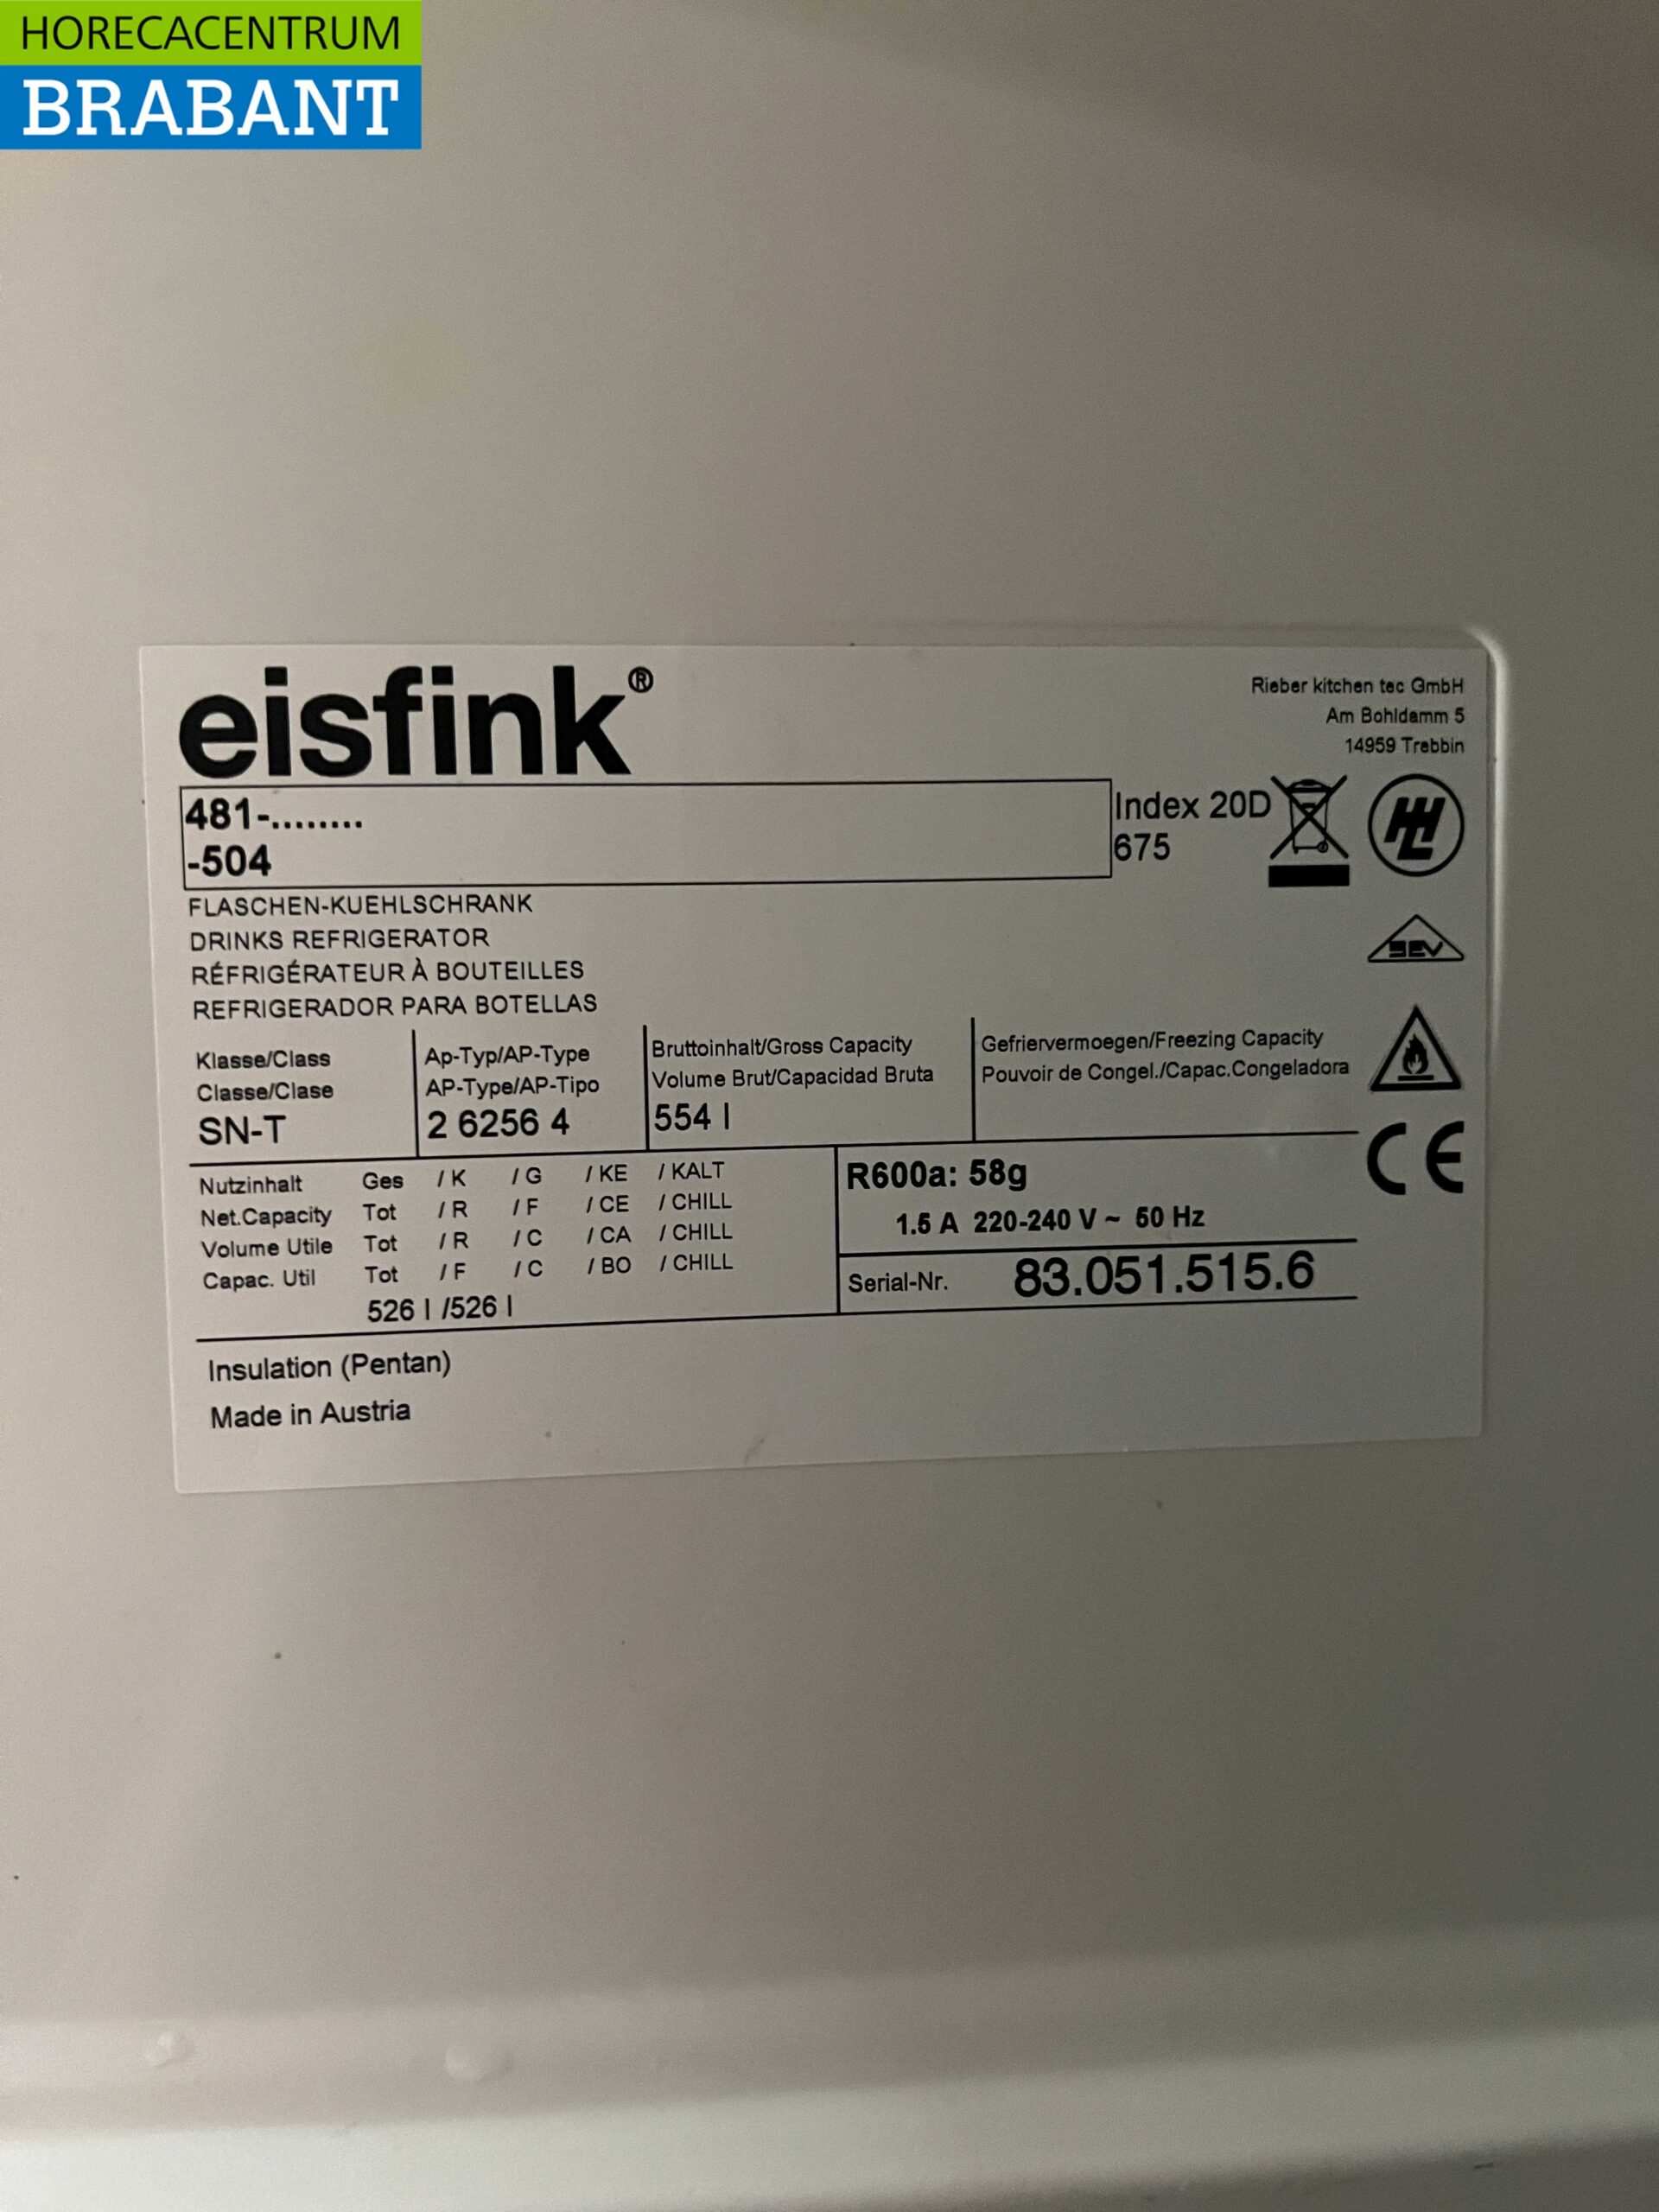 HORECACENTRUM
BRABANT
eisfink®
Rieber kitchen tec GmbH
Am Bohldamm 5
14959 Trebbin
481-........
-504
Index 20D
675
FLASCHEN-KUEHLSCHRANK
DRINKS REFRIGERATOR
RÉFRIGÉRATEUR À BOUTEILLES
REFRIGERADOR PARA BOTELLAS
SEV
Klasse/Class
Classe/Clase
SN-T
Ap-Typ/AP-Type
AP-Type/AP-Tipo
2 6256 4
Bruttoinhalt/Gross Capacity
Volume Brut/Capacidad Bruta
554 l
Gefriervermoegen/Freezing Capacity
Pouvoir de Congel./Capac.Congeladora
CE
Nutzinhalt Ges / K / G / KE / KALT
Net.Capacity Tot / R / F / CE / CHILL
Volume Utile Tot / R / C / CA / CHILL
Capac. Util Tot / F / C / BO / CHILL
526 l /526 l
R600a: 58g
1.5 A 220-240 V ~ 50 Hz
Serial-Nr. 83.051.515.6
Insulation (Pentan)
Made in Austria